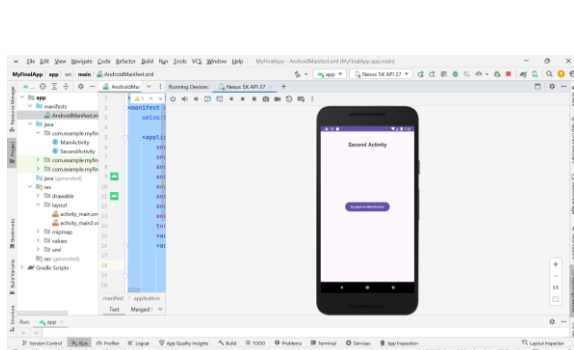 File Edit View Navigate Code Refactor Build Run Tools VCS Window Help MyFinalApp - AndroidManifest.xml [MyFinalApp.app.main]
MyFinalApp app src main AndroidManifest.xml
app Nexus 5X API 27
Running Devices: Nexus 5X API 27
app
manifests
AndroidManifest.xm
java
com.example.myfin
MainActivity
SecondActivity
com.example.myfin
com.example.myfin
java (generated)
res
drawable
layout
activity_main.xm
activity_main2.x
mipmap
values
xml
res (generated)
Gradle Scripts
manifest
xmlns:
<applic
Second Activity
manifest application
Text Merged
Run: app
Version Control Run Profiler Logcat App Quality Insights Build TODO Problems Terminal Services App Inspection Layout Inspector
Resource Manager
Project
Bookmarks
Build Variants
Structure